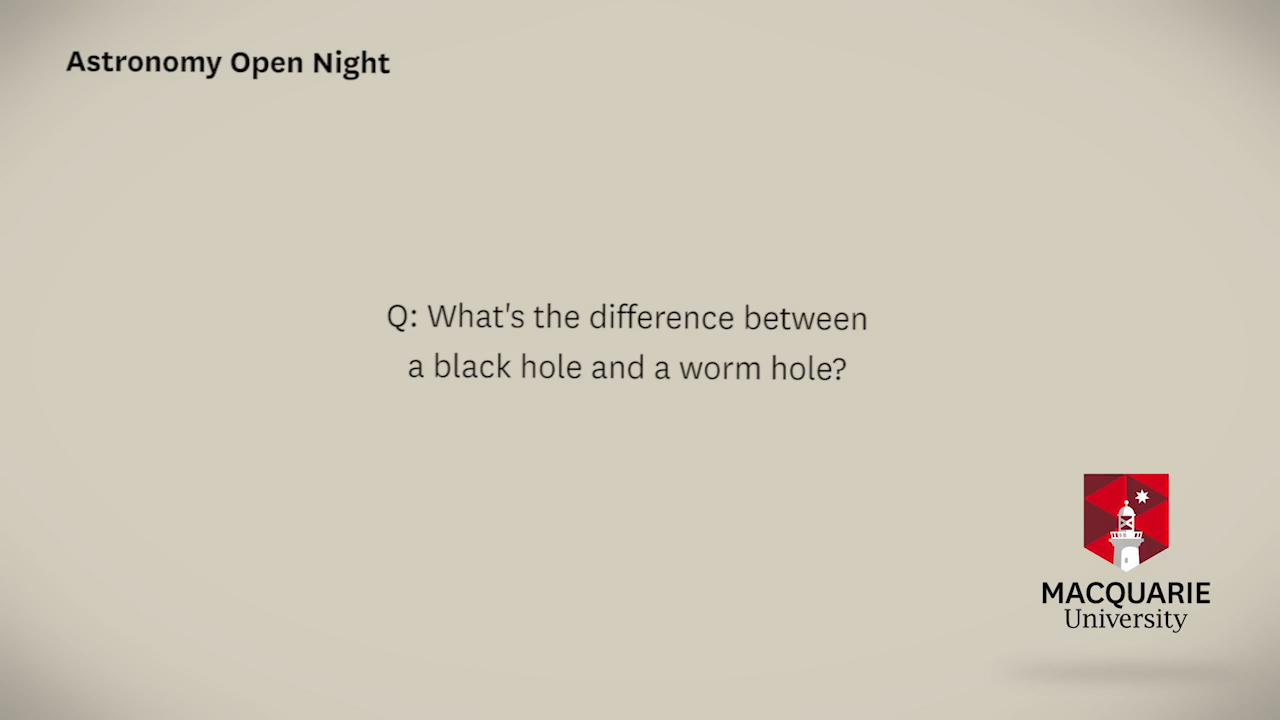 Astronomy Open Night
Q: What's the difference between
a black hole and a worm hole?
MACQUARIE
University